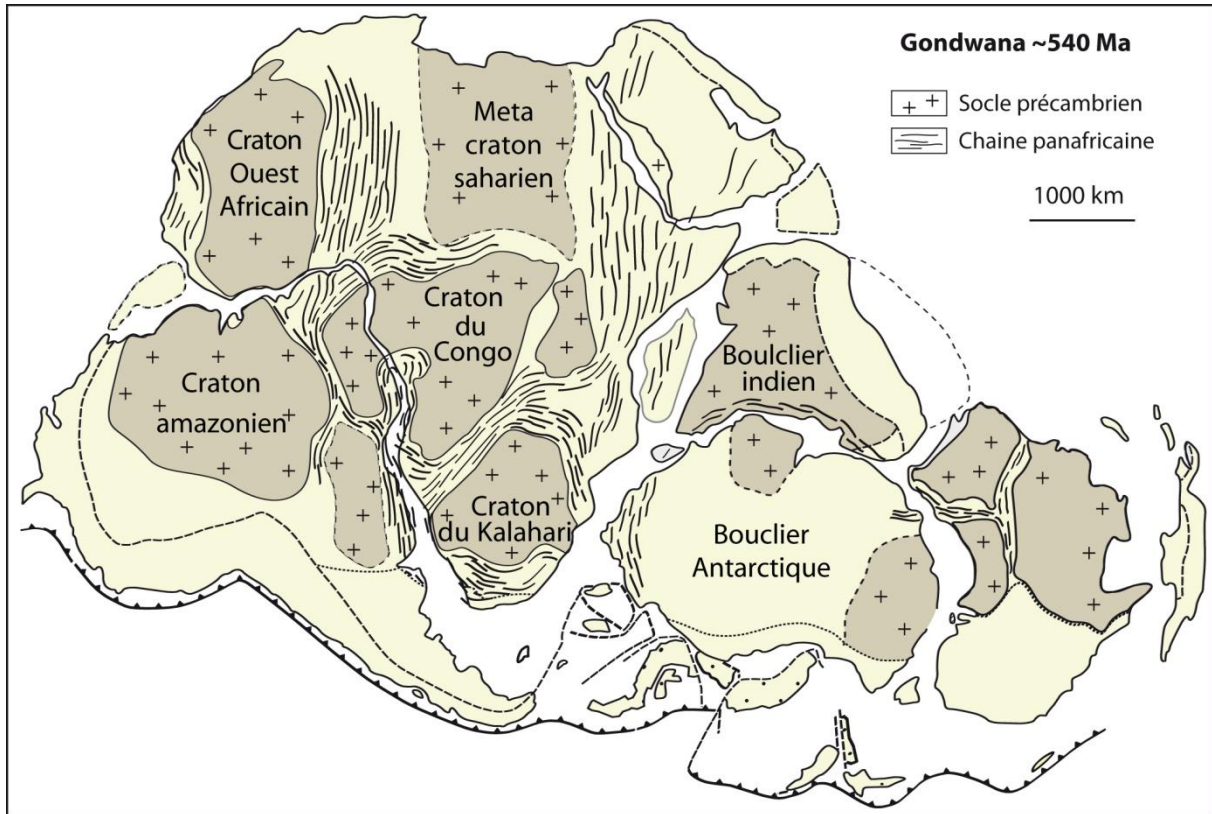 Gondwana ~540 Ma
Socle précambrien
Chaine panafricaine
1000 km
Craton
Ouest
Africain
Meta
craton
saharien
Craton
du
Congo
Craton
amazonien
Boulclier
indien
Craton
du Kalahari
Bouclier
Antarctique